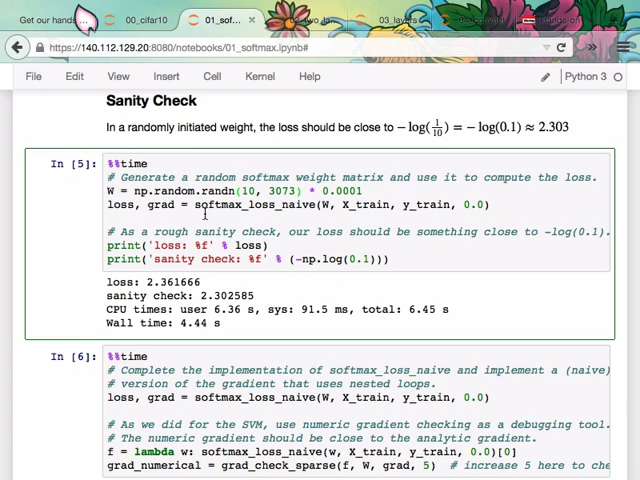 Get our hands
00_cifar10
01_sof...
02_two_la...
03_layers
https://140.112.129.20:8080/notebooks/01_softmax.ipynb#
File Edit View Insert Cell Kernel Help
Python 3
Sanity Check
In a randomly initiated weight, the loss should be close to − log(1/10) = − log(0.1) ≈ 2.303
In [5]:
%%time
# Generate a random softmax weight matrix and use it to compute the loss.
W = np.random.randn(10, 3073) * 0.0001
loss, grad = softmax_loss_naive(W, X_train, y_train, 0.0)
# As a rough sanity check, our loss should be something close to -log(0.1).
print('loss: %f' % loss)
print('sanity check: %f' % (-np.log(0.1)))
loss: 2.361666
sanity check: 2.302585
CPU times: user 6.36 s, sys: 91.5 ms, total: 6.45 s
Wall time: 4.44 s
In [6]:
%%time
# Complete the implementation of softmax_loss_naive and implement a (naive)
# version of the gradient that uses nested loops.
loss, grad = softmax_loss_naive(W, X_train, y_train, 0.0)
# As we did for the SVM, use numeric gradient checking as a debugging tool.
# The numeric gradient should be close to the analytic gradient.
f = lambda w: softmax_loss_naive(w, X_train, y_train, 0.0)[0]
grad_numerical = grad_check_sparse(f, W, grad, 5) # increase 5 here to che